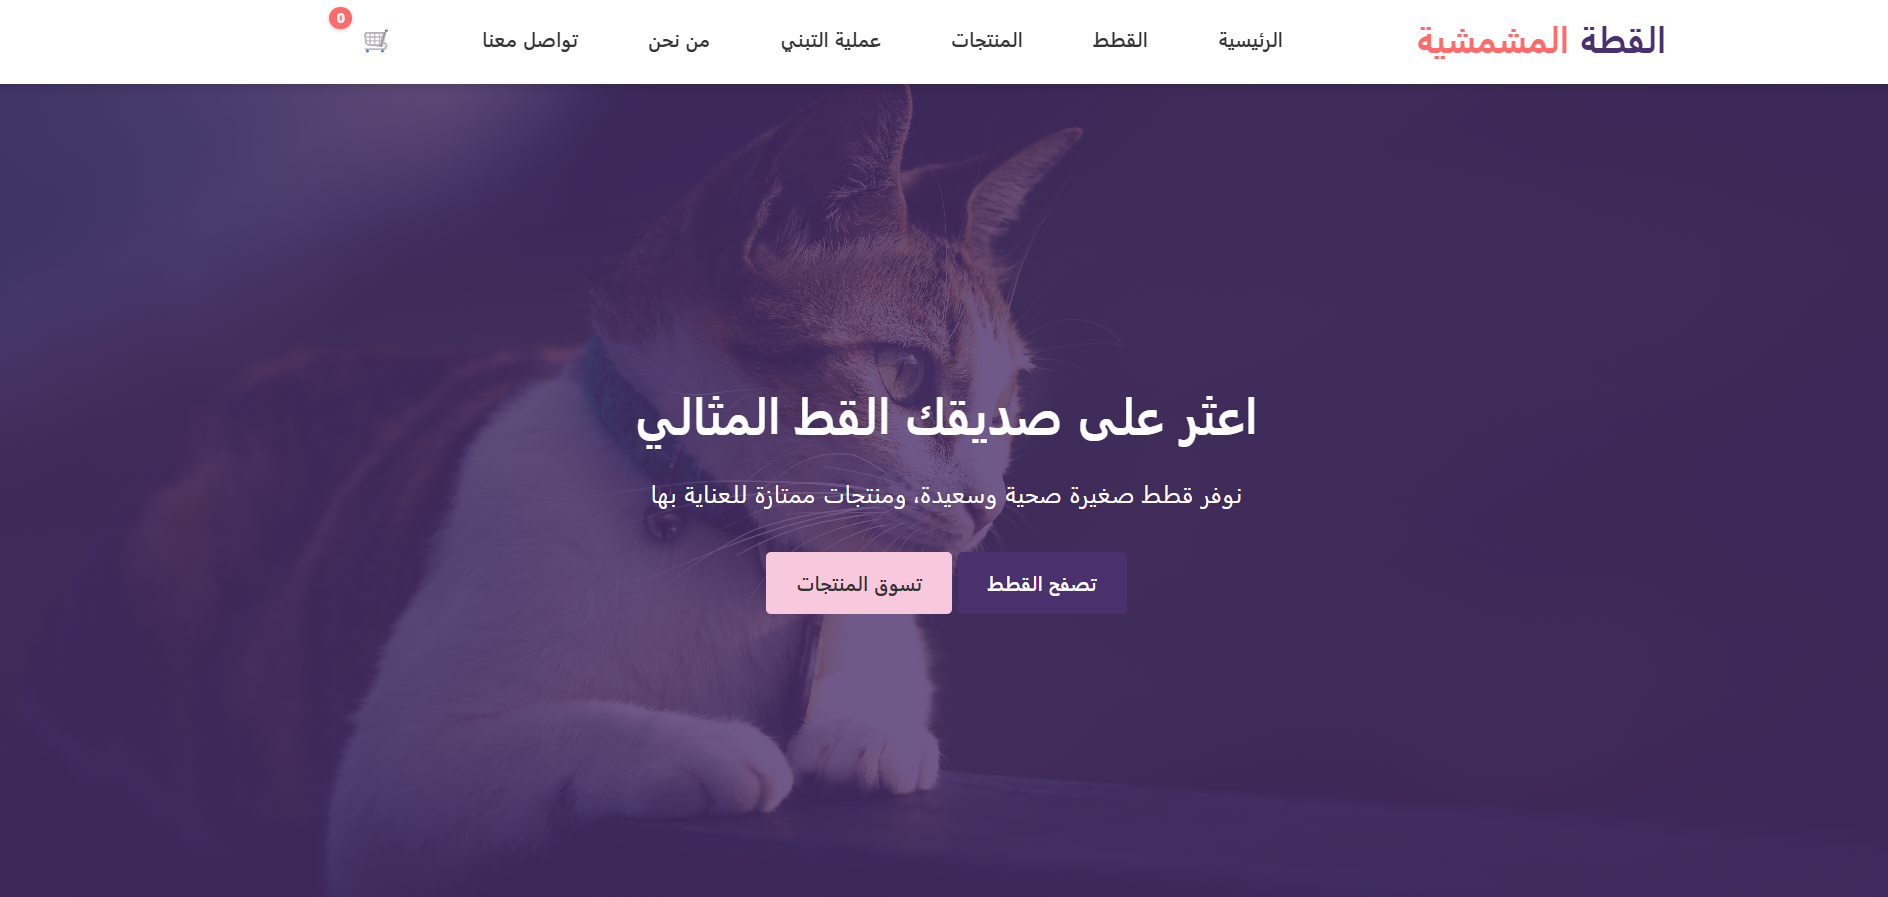 القطة المشمشية
الرئيسية
القطط
المنتجات
عملية التبني
من نحن
تواصل معنا
0
اعثر على صديقك القط المثالي
نوفر قطط صغيرة صحية وسعيدة، ومنتجات ممتازة للعناية بها
تصفح القطط
تسوق المنتجات